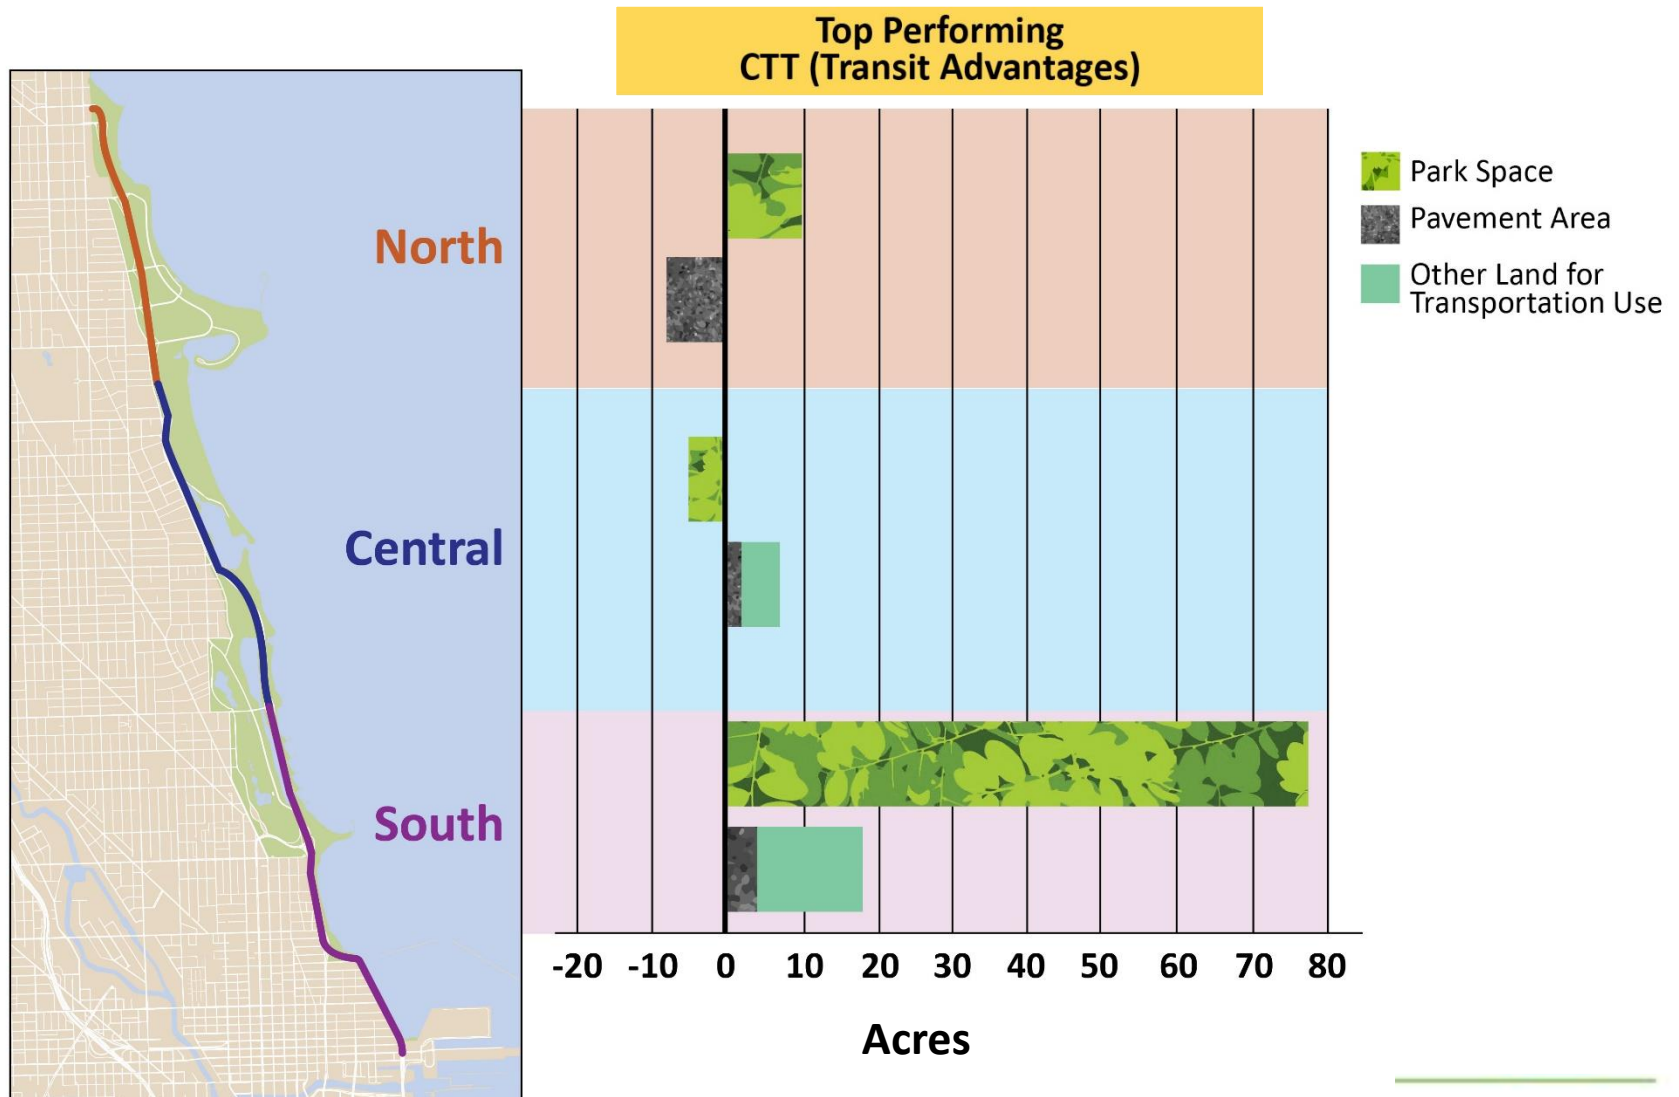 Top Performing
CTT (Transit Advantages)
North
Central
South
Park Space
Pavement Area
Other Land for
Transportation Use
-20 -10 0 10 20 30 40 50 60 70 80
Acres